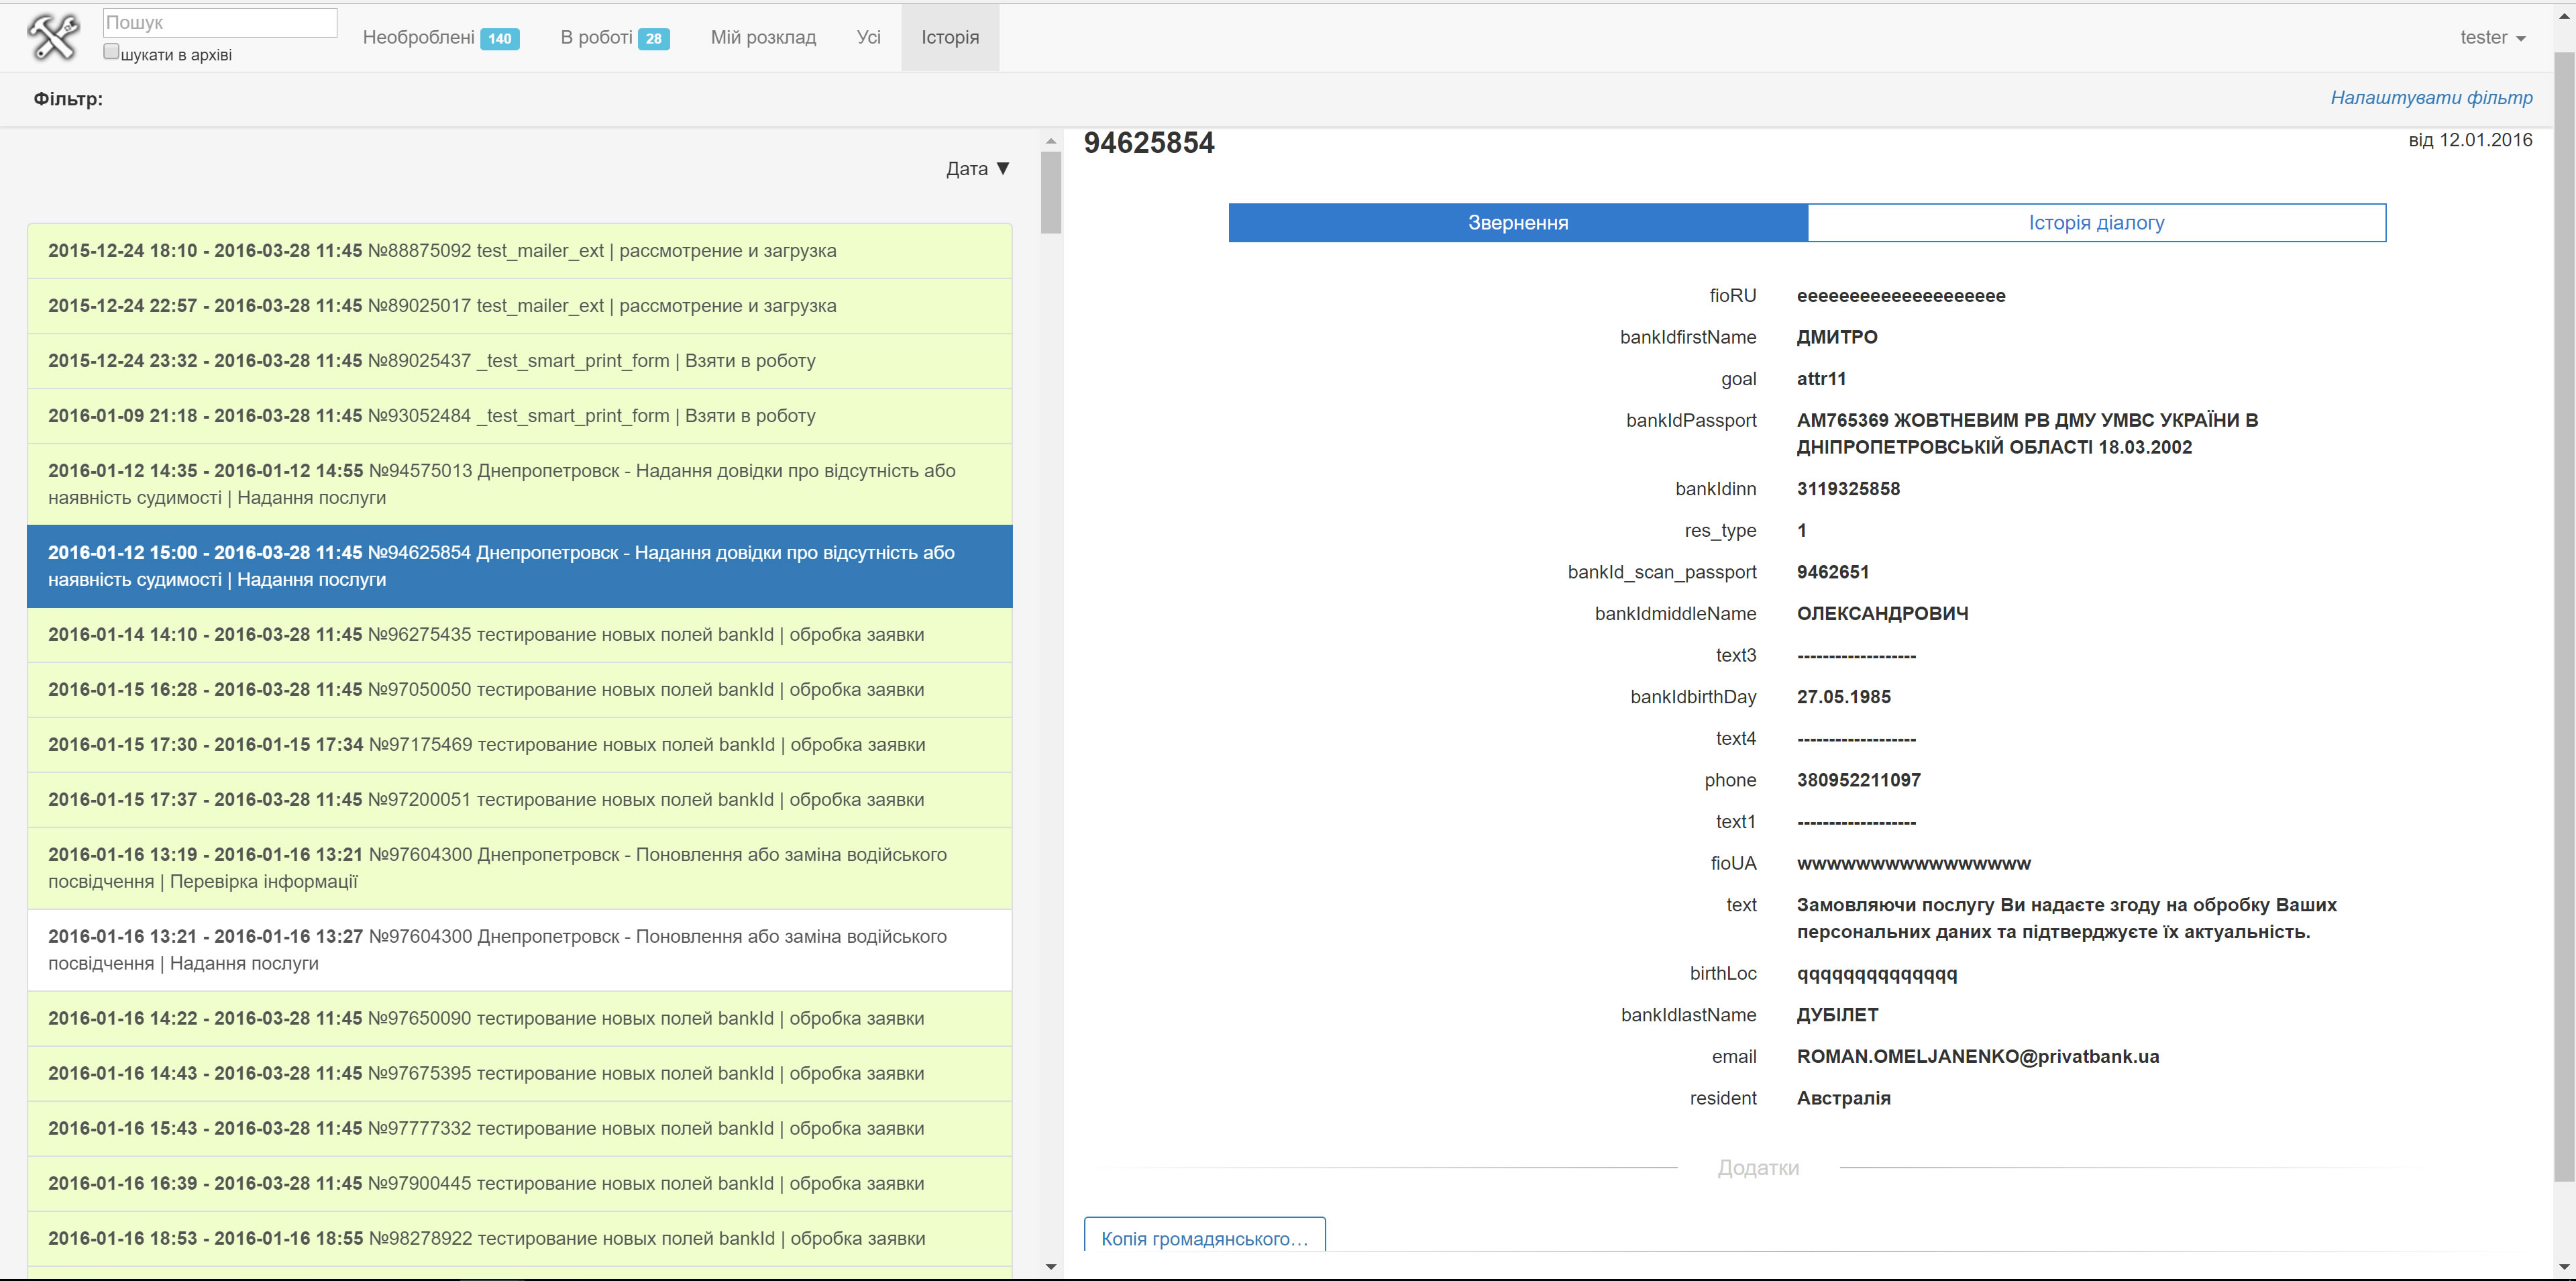 Пошук
шукати в архіві
Необроблені 140
В роботі 28
Мій розклад
Усі
Історія
tester
Фільтр:
Налаштувати фільтр
Дата ▼
2015-12-24 18:10 - 2016-03-28 11:45 №88875092 test_mailer_ext | рассмотрение и загрузка
2015-12-24 22:57 - 2016-03-28 11:45 №89025017 test_mailer_ext | рассмотрение и загрузка
2015-12-24 23:32 - 2016-03-28 11:45 №89025437 _test_smart_print_form | Взяти в роботу
2016-01-09 21:18 - 2016-03-28 11:45 №93052484 _test_smart_print_form | Взяти в роботу
2016-01-12 14:35 - 2016-01-12 14:55 №94575013 Днепропетровск - Надання довідки про відсутність або
наявність судимості | Надання послуги
2016-01-12 15:00 - 2016-03-28 11:45 №94625854 Днепропетровск - Надання довідки про відсутність або
наявність судимості | Надання послуги
2016-01-14 14:10 - 2016-03-28 11:45 №96275435 тестирование новых полей bankId | обробка заявки
2016-01-15 16:28 - 2016-03-28 11:45 №97050050 тестирование новых полей bankId | обробка заявки
2016-01-15 17:30 - 2016-01-15 17:34 №97175469 тестирование новых полей bankId | обробка заявки
2016-01-15 17:37 - 2016-03-28 11:45 №97200051 тестирование новых полей bankId | обробка заявки
2016-01-16 13:19 - 2016-01-16 13:21 №97604300 Днепропетровск - Поновлення або заміна водійського
посвідчення | Перевірка інформації
2016-01-16 13:21 - 2016-01-16 13:27 №97604300 Днепропетровск - Поновлення або заміна водійського
посвідчення | Надання послуги
2016-01-16 14:22 - 2016-03-28 11:45 №97650090 тестирование новых полей bankId | обробка заявки
2016-01-16 14:43 - 2016-03-28 11:45 №97675395 тестирование новых полей bankId | обробка заявки
2016-01-16 15:43 - 2016-03-28 11:45 №97777332 тестирование новых полей bankId | обробка заявки
2016-01-16 16:39 - 2016-03-28 11:45 №97900445 тестирование новых полей bankId | обробка заявки
2016-01-16 18:53 - 2016-01-16 18:55 №98278922 тестирование новых полей bankId | обробка заявки
94625854
від 12.01.2016
Звернення
Історія діалогу
fioRU eeeeeeeeeeeeeeeeeeee
bankIdfirstName ДМИТРО
goal attr11
bankIdPassport АМ765369 ЖОВТНЕВИМ РВ ДМУ УМВС УКРАЇНИ В
ДНІПРОПЕТРОВСЬКІЙ ОБЛАСТІ 18.03.2002
bankIdinn 3119325858
res_type 1
bankId_scan_passport 9462651
bankIdmiddleName ОЛЕКСАНДРОВИЧ
text3 -------------------
bankIdbirthDay 27.05.1985
text4 -------------------
phone 380952211097
text1 -------------------
fioUA wwwwwwwwwwwwwwww
text Замовляючи послугу Ви надаєте згоду на обробку Ваших
персональних даних та підтверджуєте їх актуальність.
birthLoc qqqqqqqqqqqqqq
bankIdlastName ДУБІЛЕТ
email ROMAN.OMELJANENKO@privatbank.ua
resident Австралія
Додатки
Копія громадянського…